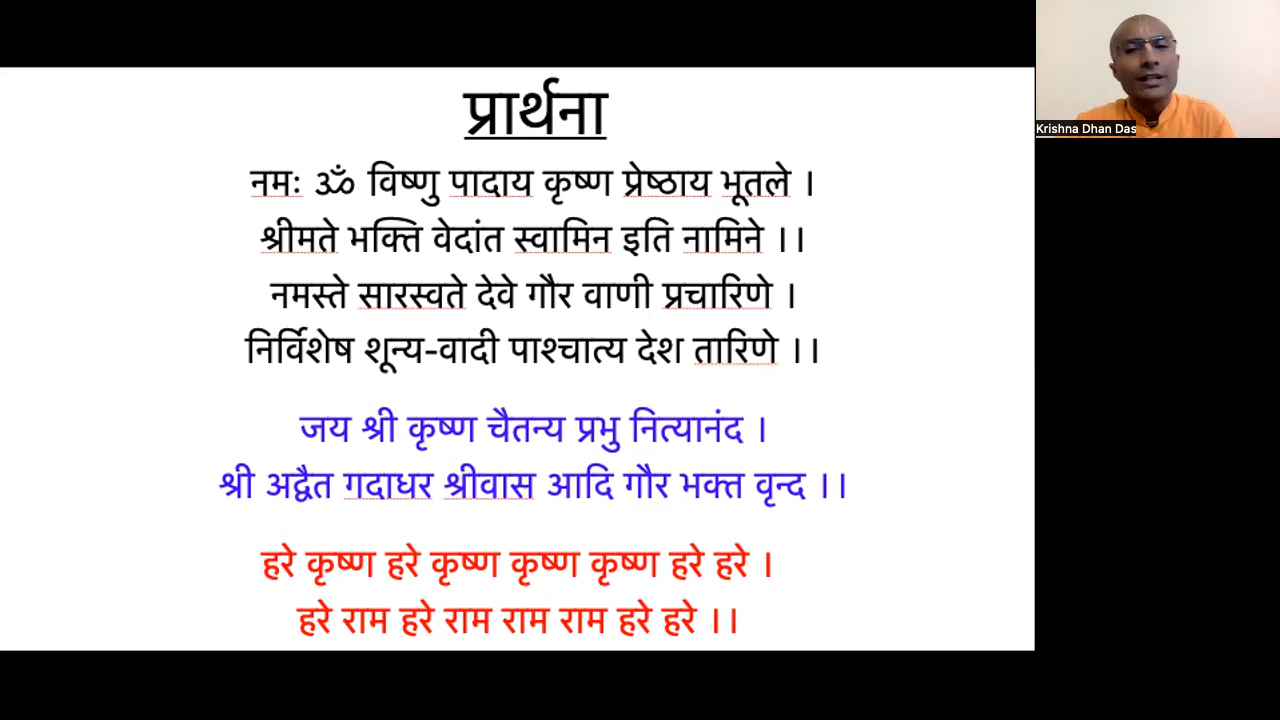 प्रार्थना
नमः ॐ विष्णु पादाय कृष्ण प्रेष्ठाय भूतले ।
श्रीमते भक्ति वेदांत स्वामिन इति नामिने ।।
नमस्ते सारस्वते देवे गौर वाणी प्रचारिणे ।
निर्विशेष शून्य-वादी पाश्चात्य देश तारिणे ।।
जय श्री कृष्ण चैतन्य प्रभु नित्यानंद ।
श्री अद्वैत गदाधर श्रीवास आदि गौर भक्त वृन्द ।।
हरे कृष्ण हरे कृष्ण कृष्ण कृष्ण हरे हरे ।
हरे राम हरे राम राम राम हरे हरे ।।
Krishna Dhan Das